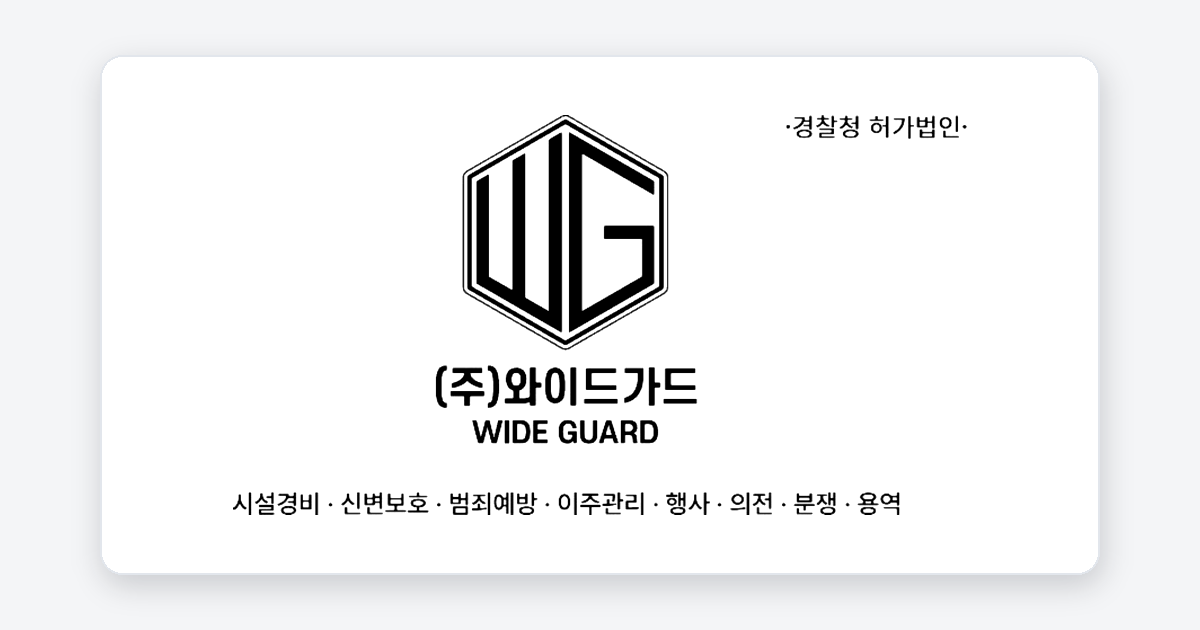 ·경찰청 허가법인·
WG
(주)와이드가드
WIDE GUARD
시설경비 · 신변보호 · 범죄예방 · 이주관리 · 행사 · 의전 · 분쟁 · 용역